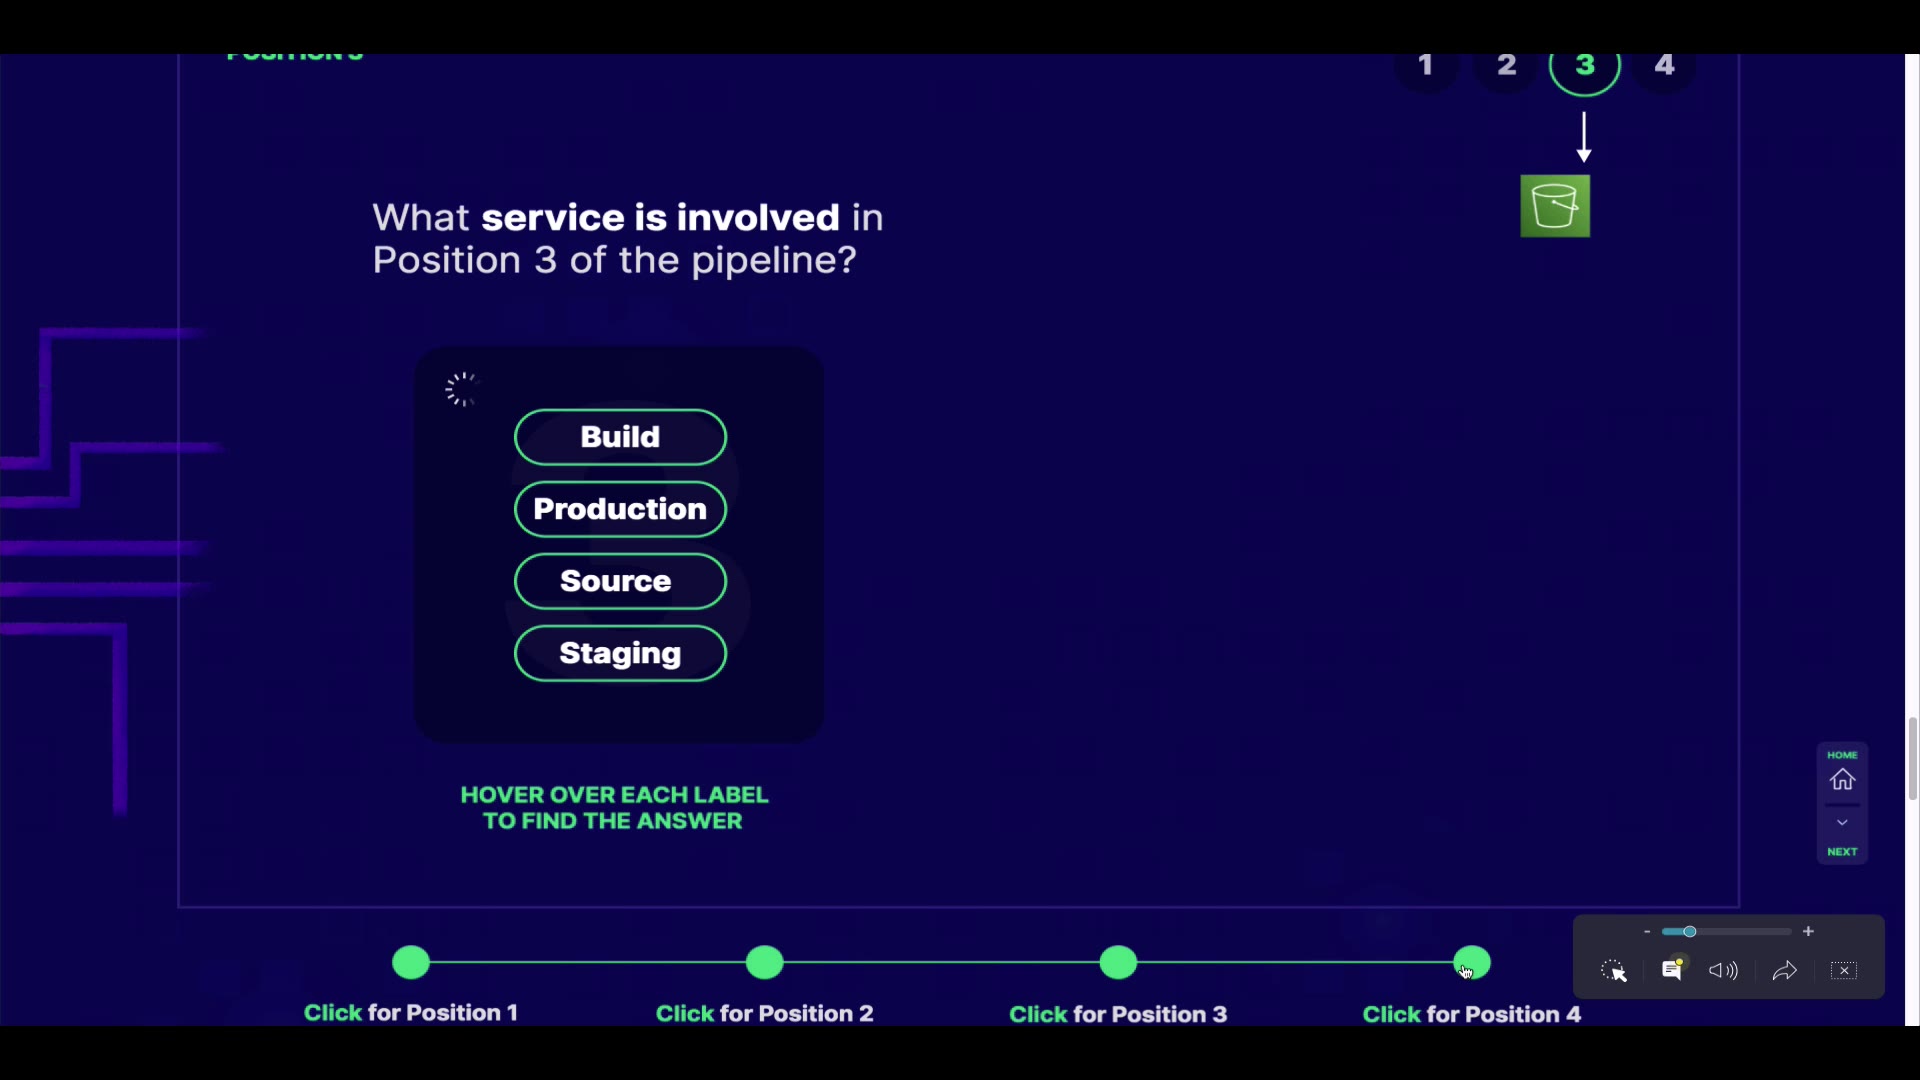 POSITION 3
1 2 3 4
What service is involved in
Position 3 of the pipeline?
Build
Production
Source
Staging
HOVER OVER EACH LABEL
TO FIND THE ANSWER
HOME
NEXT
- +
Click for Position 1
Click for Position 2
Click for Position 3
Click for Position 4